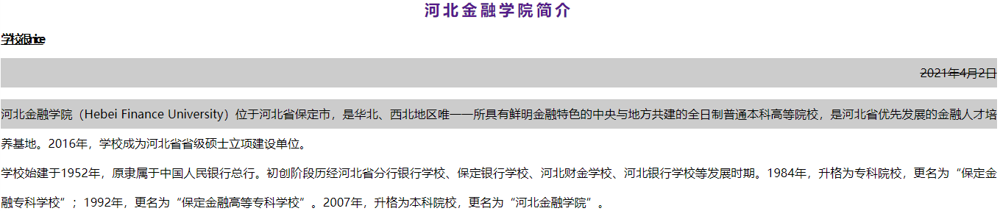 河北金融学院简介
学校很nice
2021年4月2日
河北金融学院（Hebei Finance University）位于河北省保定市，是华北、西北地区唯一一所具有鲜明金融特色的中央与地方共建的全日制普通本科高等院校，是河北省优先发展的金融人才培
养基地。2016年，学校成为河北省省级硕士立项建设单位。
学校始建于1952年，原隶属于中国人民银行总行。初创阶段历经河北省分行银行学校、保定银行学校、河北财金学校、河北银行学校等发展时期。1984年，升格为专科院校，更名为“保定金
融专科学校”；1992年，更名为“保定金融高等专科学校”。2007年，升格为本科院校，更名为“河北金融学院”。